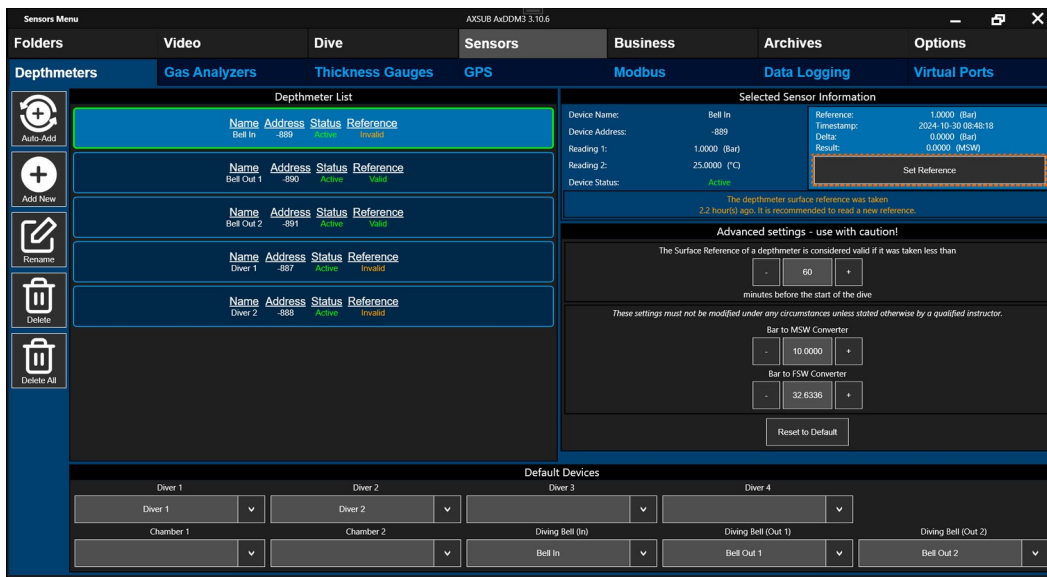 Sensors Menu
AXSUB AxDDM3 3.10.6
Folders Video Dive Sensors Business Archives Options
Depthmeters Gas Analyzers Thickness Gauges GPS Modbus Data Logging Virtual Ports
Auto-Add
Add New
Rename
Delete
Delete All
Depthmeter List
Name Address Status Reference
Bell In -889 Active Invalid
Name Address Status Reference
Bell Out 1 -890 Active Valid
Name Address Status Reference
Bell Out 2 -891 Active Valid
Name Address Status Reference
Diver 1 -887 Active Invalid
Name Address Status Reference
Diver 2 -888 Active Invalid
Selected Sensor Information
Device Name: Bell In
Device Address: -889
Reading 1: 1.0000 (Bar)
Reading 2: 25.0000 (°C)
Device Status: Active
Reference: 1.0000 (Bar)
Timestamp: 2024-10-30 08:48:18
Delta: 0.0000 (Bar)
Result: 0.0000 (MSW)
Set Reference
The depthmeter surface reference was taken
2.2 hour(s) ago. It is recommended to read a new reference.
Advanced settings - use with caution!
The Surface Reference of a depthmeter is considered valid if it was taken less than
- 60 +
minutes before the start of the dive
These settings must not be modified under any circumstances unless stated otherwise by a qualified instructor.
Bar to MSW Converter
- 10.0000 +
Bar to FSW Converter
- 32.6336 +
Reset to Default
Default Devices
Diver 1 Diver 2 Diver 3 Diver 4
Diver 1 Diver 2
Chamber 1 Chamber 2 Diving Bell (In) Diving Bell (Out 1) Diving Bell (Out 2)
Bell In Bell Out 1 Bell Out 2